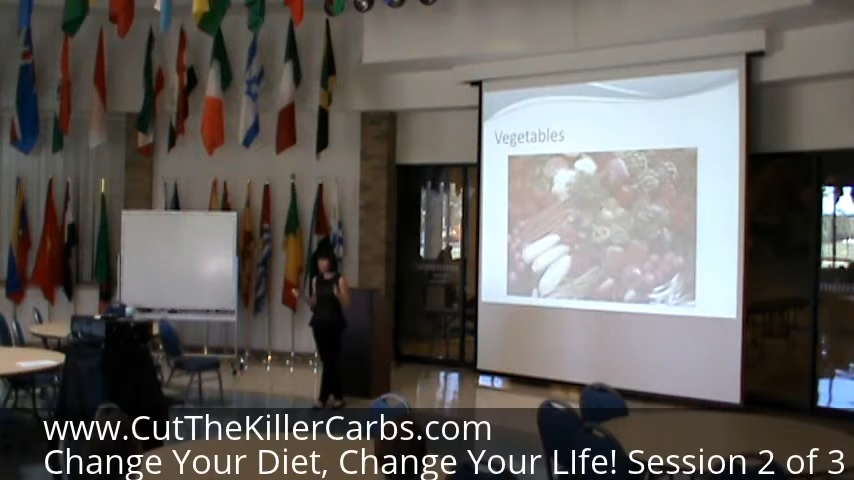 Vegetables
www.CutTheKillerCarbs.com
Change Your Diet, Change Your LIfe! Session 2 of 3